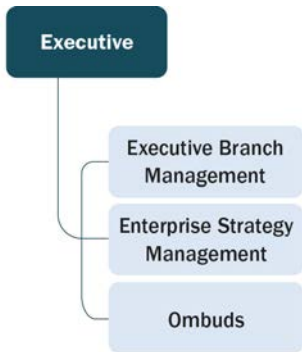 Executive
Executive Branch
Management
Enterprise Strategy
Management
Ombuds